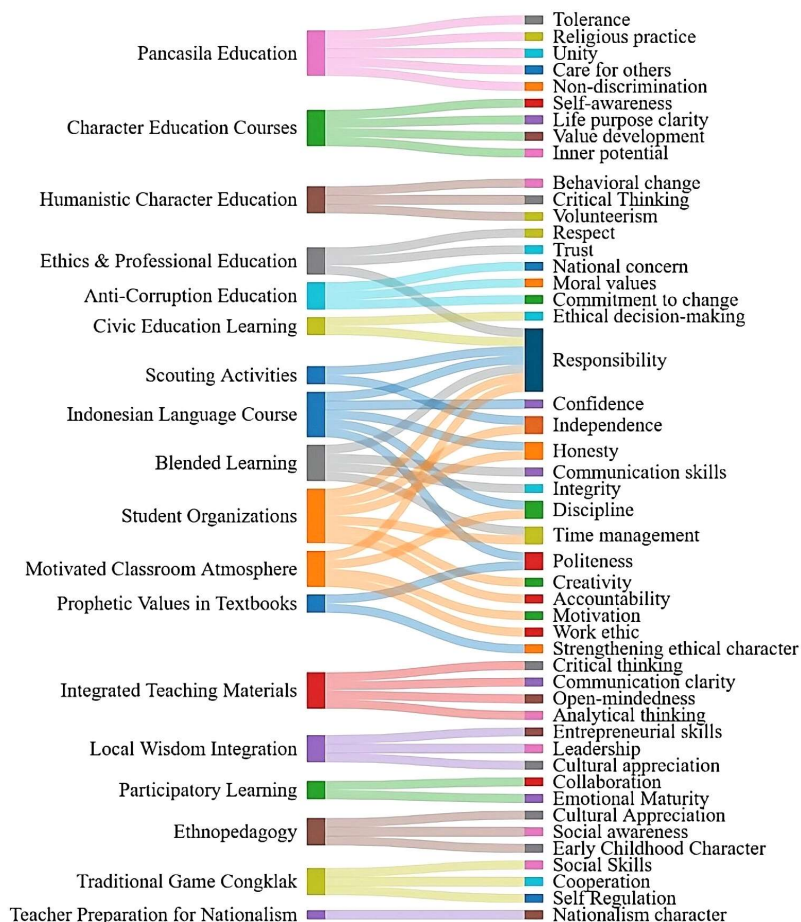 Pancasila Education
Character Education Courses
Humanistic Character Education
Ethics & Professional Education
Anti-Corruption Education
Civic Education Learning
Scouting Activities
Indonesian Language Course
Blended Learning
Student Organizations
Motivated Classroom Atmosphere
Prophetic Values in Textbooks
Integrated Teaching Materials
Local Wisdom Integration
Participatory Learning
Ethnopedagogy
Traditional Game Congklak
Teacher Preparation for Nationalism
Tolerance
Religious practice
Unity
Care for others
Non-discrimination
Self-awareness
Life purpose clarity
Value development
Inner potential
Behavioral change
Critical Thinking
Volunteerism
Respect
Trust
National concern
Moral values
Commitment to change
Ethical decision-making
Responsibility
Confidence
Independence
Honesty
Communication skills
Integrity
Discipline
Time management
Politeness
Creativity
Accountability
Motivation
Work ethic
Strengthening ethical character
Critical thinking
Communication clarity
Open-mindedness
Analytical thinking
Entrepreneurial skills
Leadership
Cultural appreciation
Collaboration
Emotional Maturity
Cultural Appreciation
Social awareness
Early Childhood Character
Social Skills
Cooperation
Self Regulation
Nationalism character